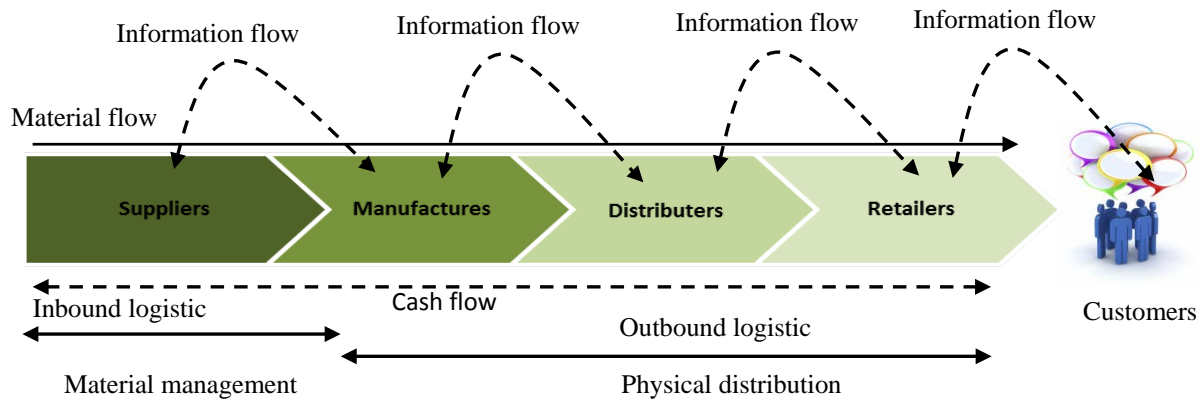 Information flow
Information flow
Information flow
Information flow
Material flow
Suppliers
Manufactures
Distributers
Retailers
Cash flow
Inbound logistic
Outbound logistic
Customers
Material management
Physical distribution